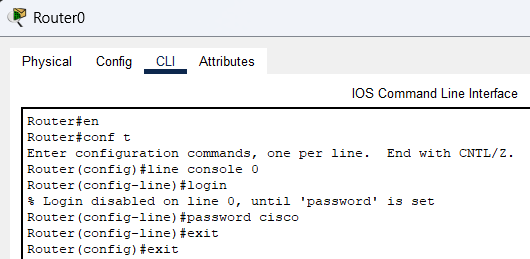 Router0
Physical Config CLI Attributes
IOS Command Line Interface
Router#en
Router#conf t
Enter configuration commands, one per line.  End with CNTL/Z.
Router(config)#line console 0
Router(config-line)#login
% Login disabled on line 0, until 'password' is set
Router(config-line)#password cisco
Router(config-line)#exit
Router(config)#exit